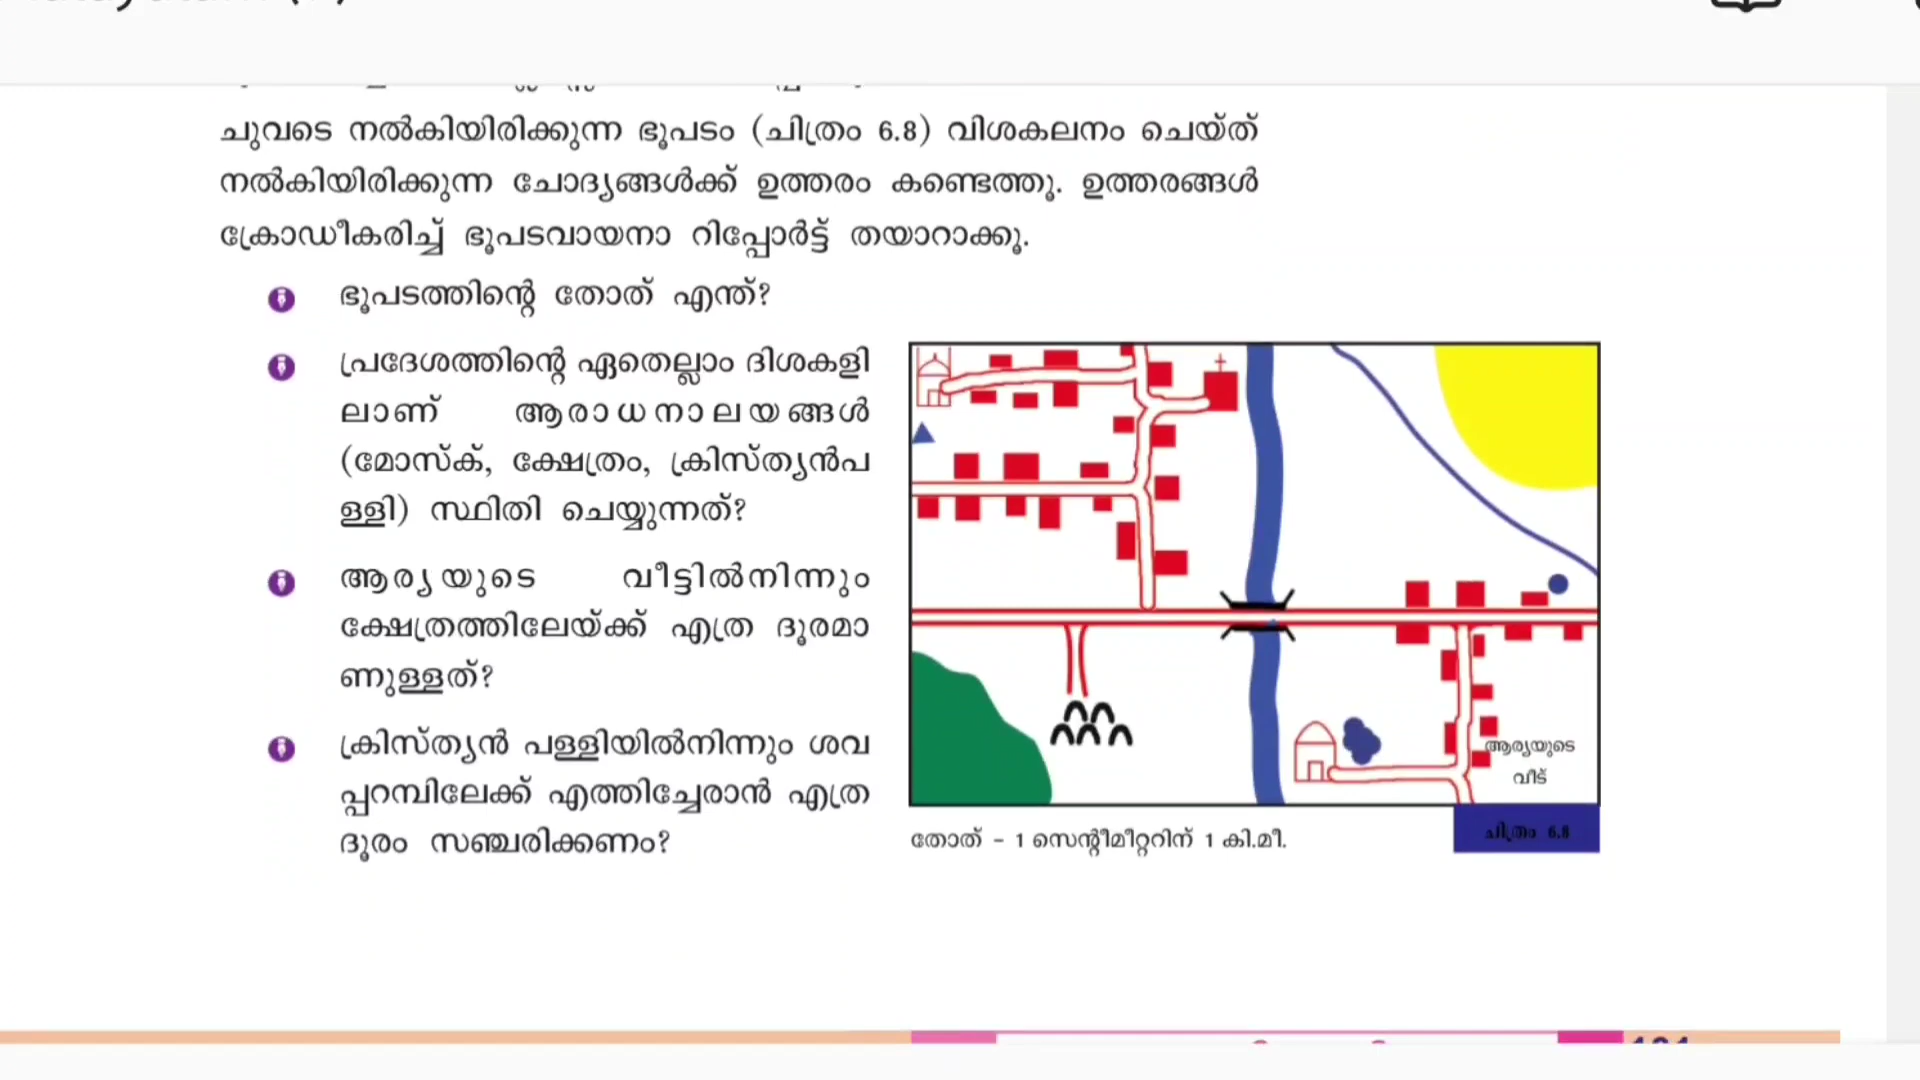 ചുവടെ നൽകിയിരിക്കുന്ന ഭൂപടം (ചിത്രം 6.8) വിശകലനം ചെയ്ത്
നൽകിയിരിക്കുന്ന ചോദ്യങ്ങൾക്ക് ഉത്തരം കണ്ടെത്തൂ. ഉത്തരങ്ങൾ
ക്രോഡീകരിച്ച് ഭൂപടവായനാ റിപ്പോർട്ട് തയാറാക്കൂ.
ഭൂപടത്തിന്റെ തോത് എന്ത്?
പ്രദേശത്തിന്റെ ഏതെല്ലാം ദിശകളി
ലാണ് ആരാധനാലയങ്ങൾ
(മോസ്ക്, ക്ഷേത്രം, ക്രിസ്ത്യൻപ
ള്ളി) സ്ഥിതി ചെയ്യുന്നത്?
ആര്യയുടെ വീട്ടിൽനിന്നും
ക്ഷേത്രത്തിലേയ്ക്ക് എത്ര ദൂരമാ
ണുള്ളത്?
ക്രിസ്ത്യൻ പള്ളിയിൽനിന്നും ശവ
പ്പറമ്പിലേക്ക് എത്തിച്ചേരാൻ എത്ര
ദൂരം സഞ്ചരിക്കണം?
ആര്യയുടെ
വീട്
തോത് - 1 സെന്റീമീറ്ററിന് 1 കി.മീ.
ചിത്രം 6.8